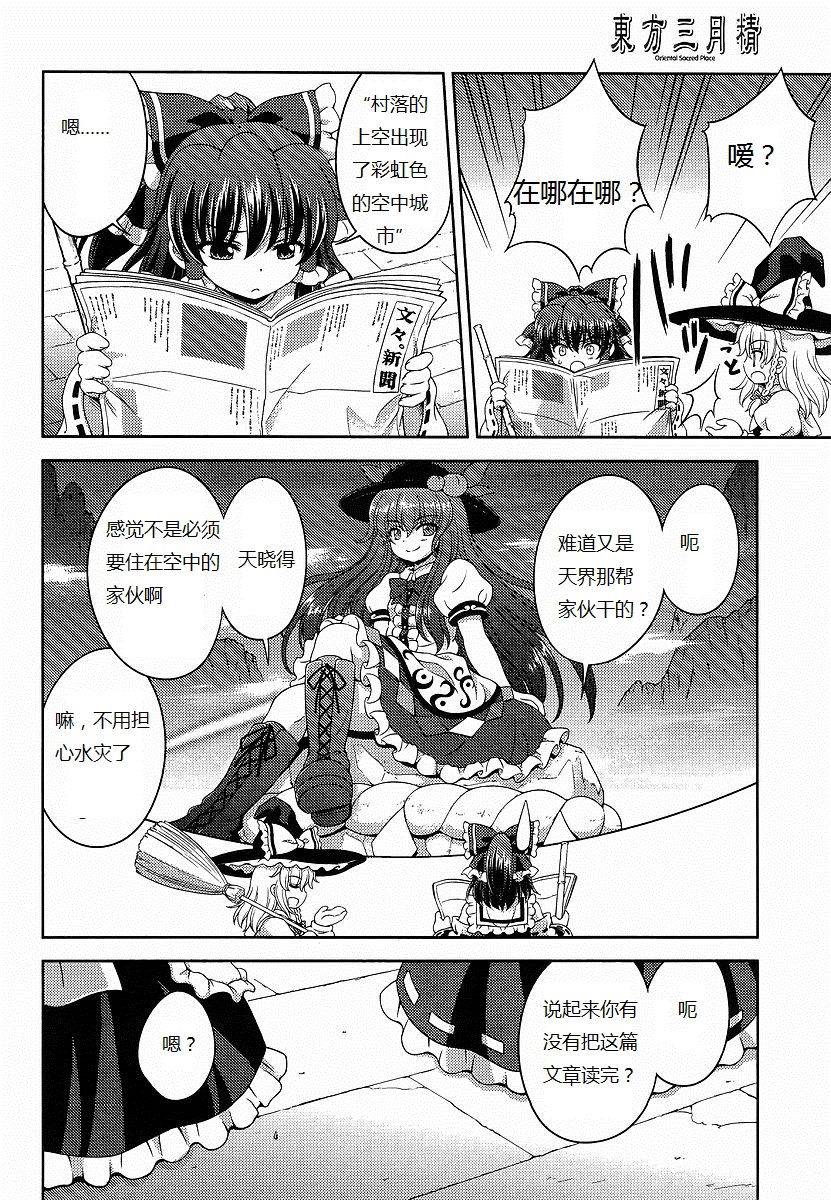 東方三月精
Oriental Sacred Place
嗳？
在哪在哪？
っと
“村落的
上空出现
了彩虹色
的空中城
市”
嗯……
文々。新聞
文々。新聞
呃
难道又是
天界那帮
家伙干的？
天晓得
感觉不是必须
要住在空中的
家伙啊
嘛，不用担
心水灾了
呃
说起来你有
没有把这篇
文章读完？
嗯？